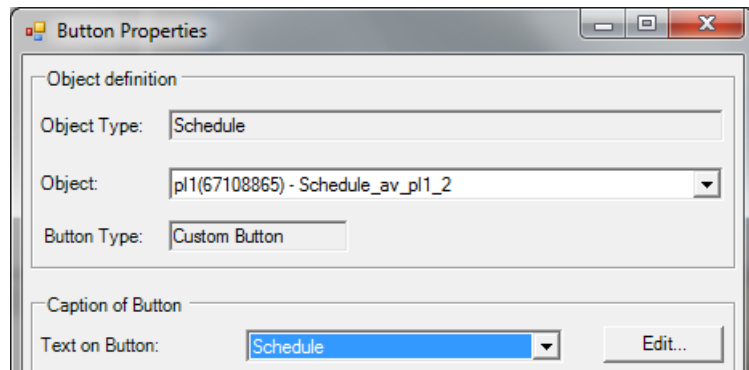 Button Properties
Object definition
Object Type: Schedule
Object: pl1(67108865) - Schedule_av_pl1_2
Button Type: Custom Button
Caption of Button
Text on Button: Schedule Edit...